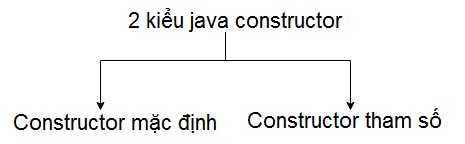 2 kiểu java constructor
Constructor mặc định
Constructor tham số